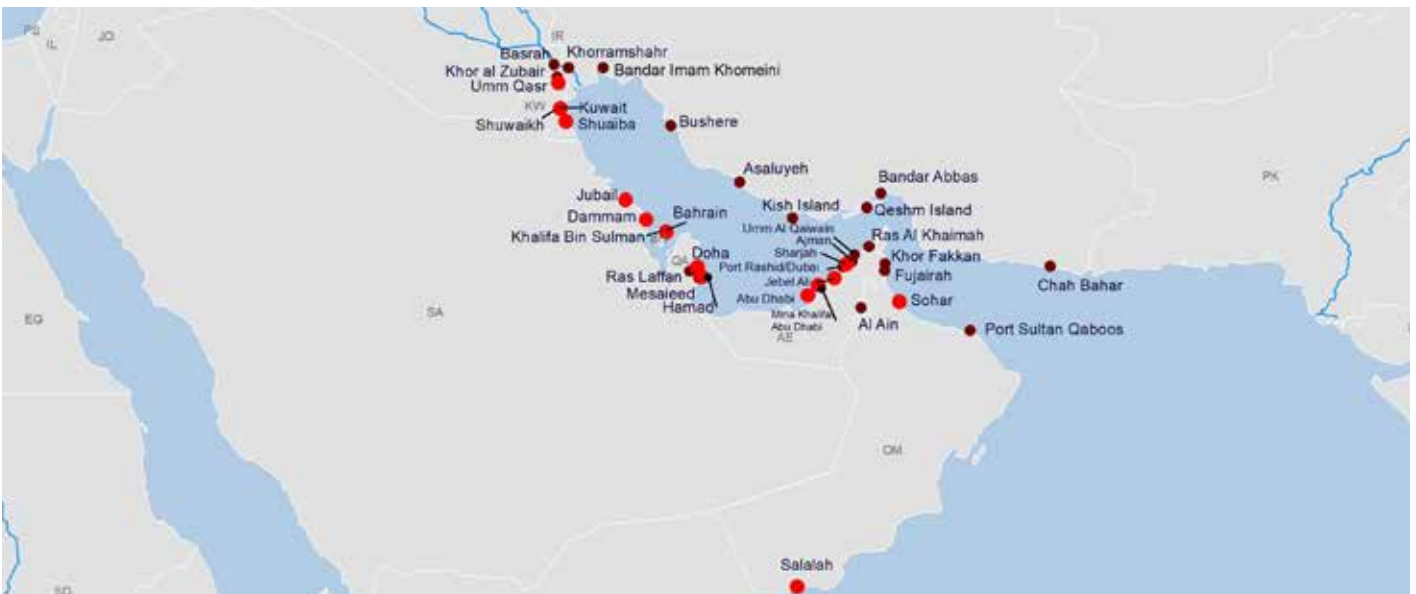 PS
IL
JO
IR
Basrah
Khorramshahr
Khor al Zubair
Bandar Imam Khomeini
Umm Qasr
KW
Kuwait
Shuwaikh
Shuaiba
Bushere
Asaluyeh
Bandar Abbas
PK
Jubail
Kish Island
Qeshm Island
Dammam
Bahrain
Umm Al Qaiwain
Khalifa Bin Sulman
Ajman
Ras Al Khaimah
Sharjah
Doha
QA
Khor Fakkan
Port Rashid/Dubai
Ras Laffan
Fujairah
Jebel Ali
Chah Bahar
Mesaieed
Abu Dhabi
Sohar
Hamad
SA
EG
Mina Khalifa
Abu Dhabi
Al Ain
Port Sultan Qaboos
AE
OM
Salalah
SD